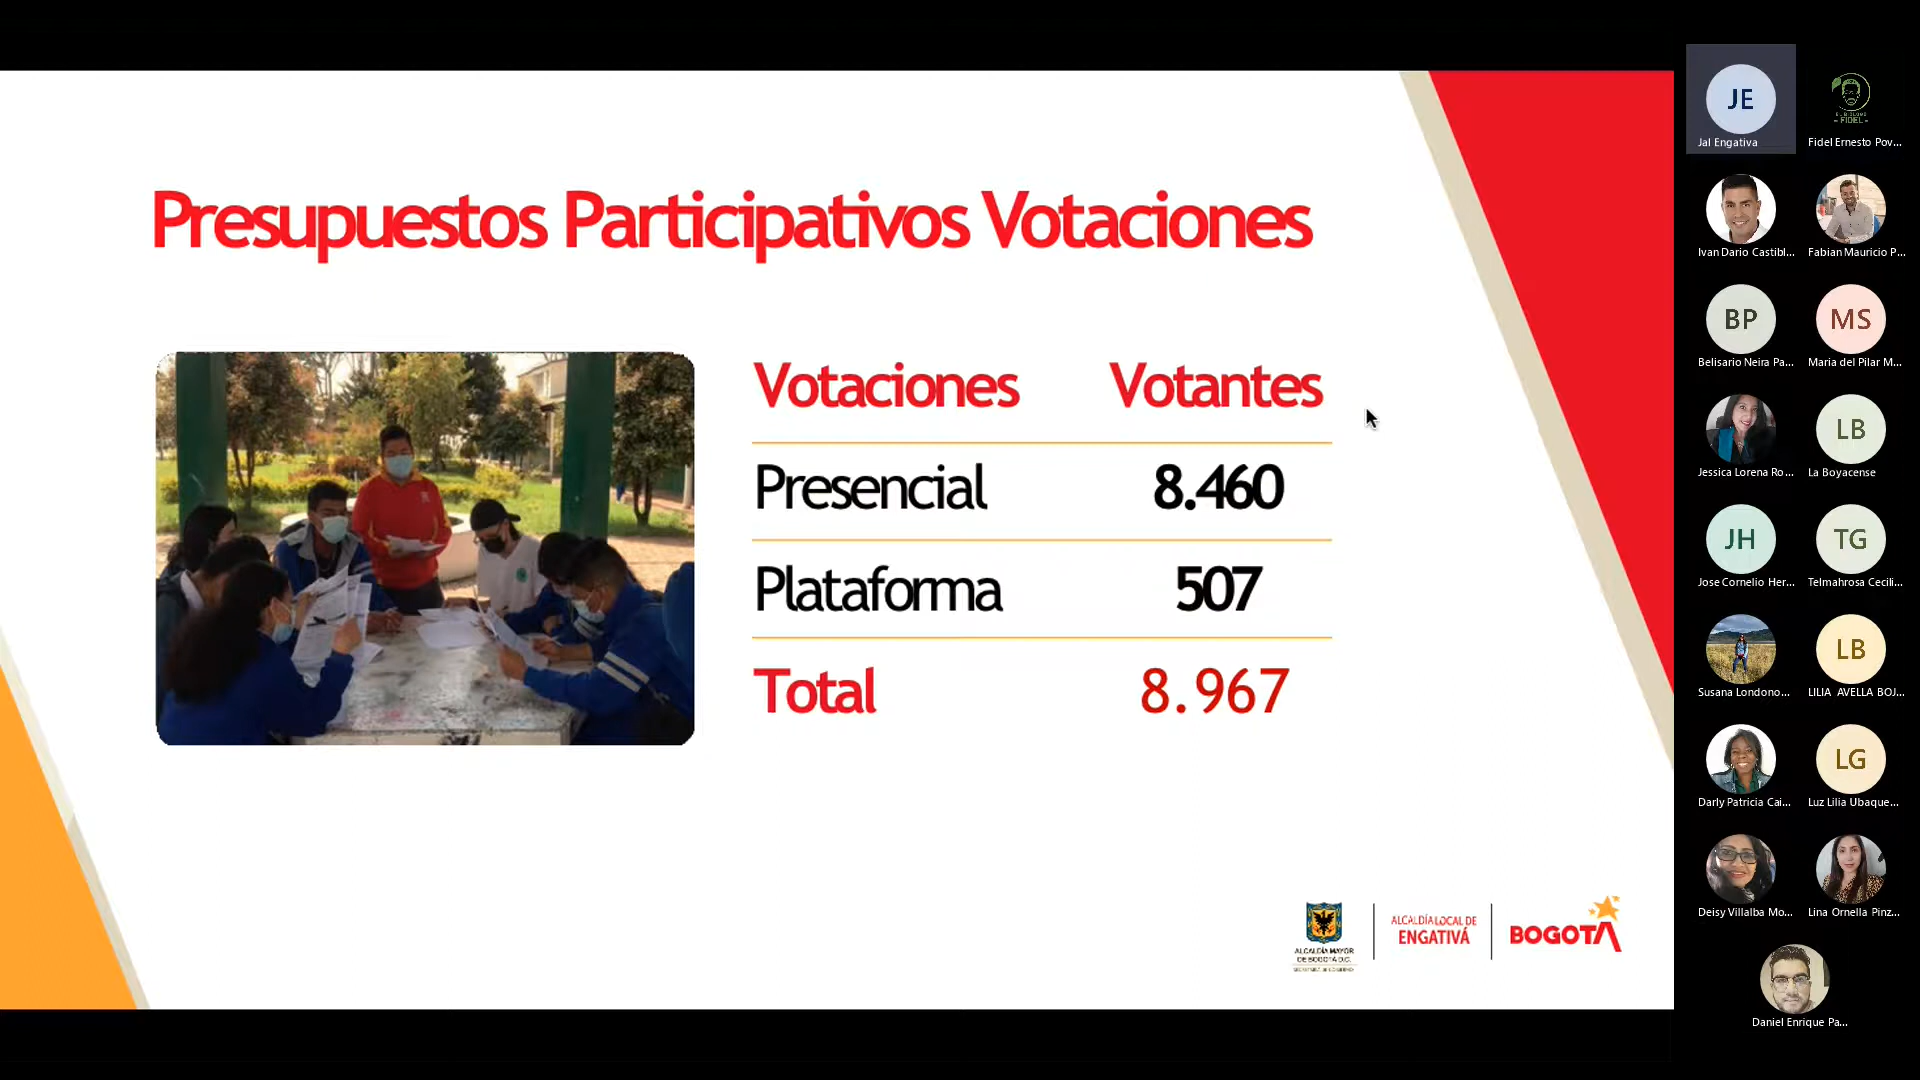 Presupuestos Participativos Votaciones
Votaciones Votantes
Presencial 8.460
Plataforma 507
Total 8.967
ALCALDÍA MAYOR
DE BOGOTÁ D.C.
ALCALDÍA LOCAL DE
ENGATIVÁ
BOGOTÁ
JE
Jal Engativa
FIDEL
Fidel Ernesto Pov...
Ivan Dario Castibl...
Fabian Mauricio P...
BP
Belisario Neira Pa...
MS
Maria del Pilar M...
Jessica Lorena Ro...
LB
La Boyacense
JH
Jose Cornelio Her...
TG
Telmahrosa Cecili...
Susana Londono...
LB
LILIA AVELLA BOJ...
Darly Patricia Cai...
LG
Luz Lilia Ubaque...
Deisy Villalba Mo...
Lina Ornella Pinz...
Daniel Enrique Pa...